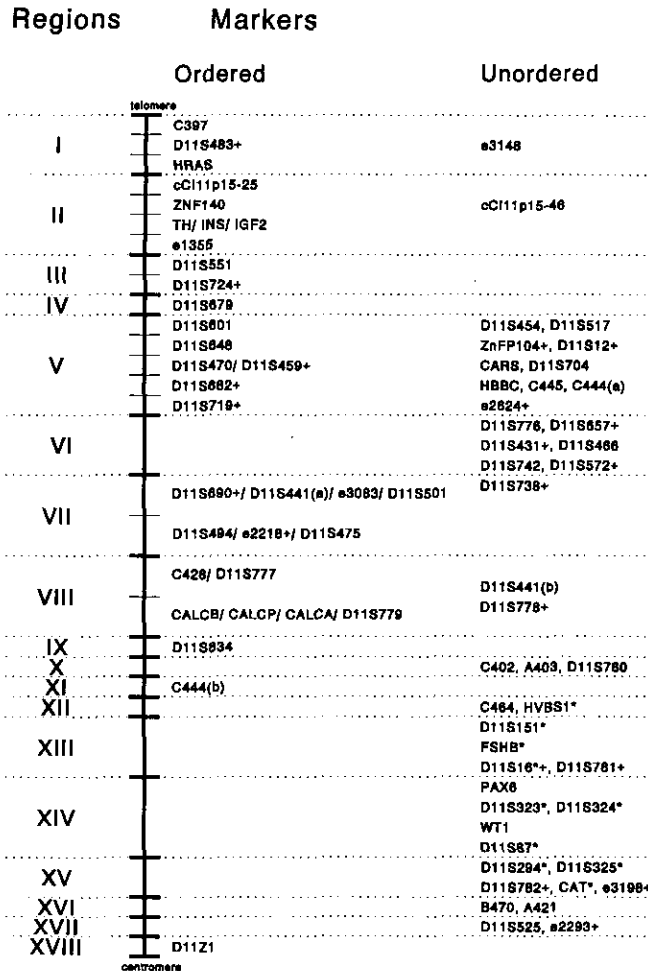 Regions Markers
Ordered Unordered
telomere
I
C397
D11S483+ e3148
HRAS
II
cCI11p15-25
ZNF140 cCI11p15-46
TH/ INS/ IGF2
e1355
III
D11S551
D11S724+
IV D11S679
V
D11S601 D11S454, D11S517
D11S648 ZnFP104+, D11S12+
D11S470/ D11S459+ CARS, D11S704
D11S682+ HBBC, C445, C444(a)
D11S719+ e2624+
VI
D11S776, D11S657+
D11S431+, D11S466
D11S742, D11S572+
VII
D11S738+
D11S690+/ D11S441(a)/ e3083/ D11S501
D11S494/ e2218+/ D11S475
VIII
C426/ D11S777
D11S441(b)
CALCB/ CALCP/ CALCA/ D11S779 D11S778+
IX D11S634
X C402, A403, D11S760
XI C444(b)
XII C464, HVBS1*
XIII
D11S151*
FSHB*
D11S16*+, D11S781+
XIV
PAX6
D11S323*, D11S324*
WT1
D11S87*
XV
D11S294*, D11S325*
D11S782+, CAT*, e3198+
XVI B470, A421
XVII D11S525, e2293+
XVIII D11Z1
centromere